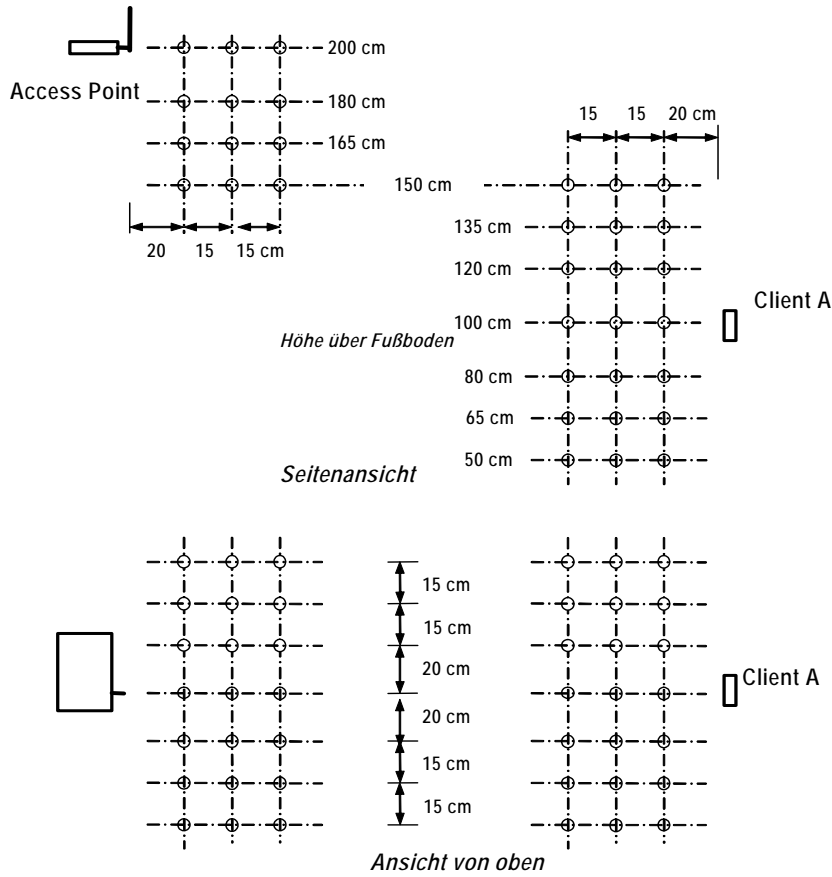 200 cm
Access Point
180 cm
15 15 20 cm
165 cm
150 cm
135 cm
20 15 15 cm
120 cm
Client A
100 cm
Höhe über Fußboden
80 cm
65 cm
50 cm
Seitenansicht
15 cm
15 cm
20 cm
Client A
20 cm
15 cm
15 cm
Ansicht von oben